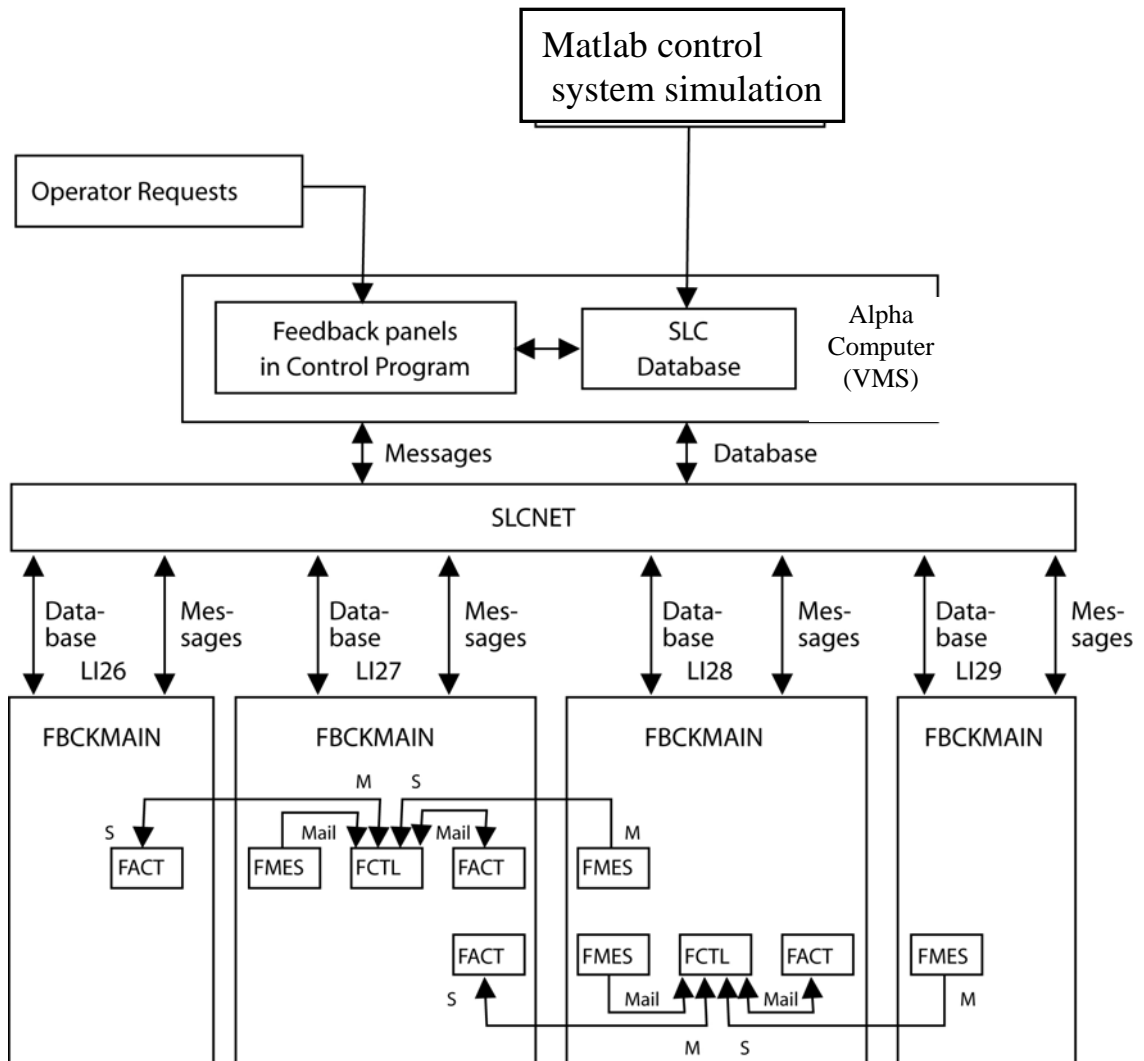 Matlab control
system simulation
Operator Requests
Feedback panels
in Control Program
SLC
Database
Alpha
Computer
(VMS)
Messages
Database
SLCNET
Data-
base
Mes-
sages
Data-
base
Mes-
sages
Data-
base
Mes-
sages
Data-
base
Mes-
sages
LI26
LI27
LI28
LI29
FBCKMAIN
FBCKMAIN
FBCKMAIN
FBCKMAIN
M
S
S
Mail
Mail
M
FACT
FMES
FCTL
FACT
FMES
FACT
FMES
FCTL
FACT
FMES
S
Mail
Mail
M
M
S